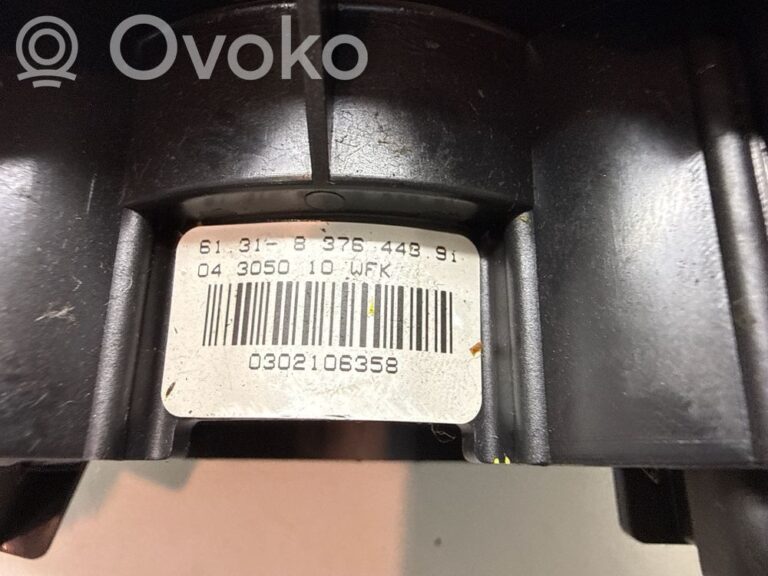 Ovoko
R
61.31- 8 376 443 91
04 3050 10 WFK
0302106358